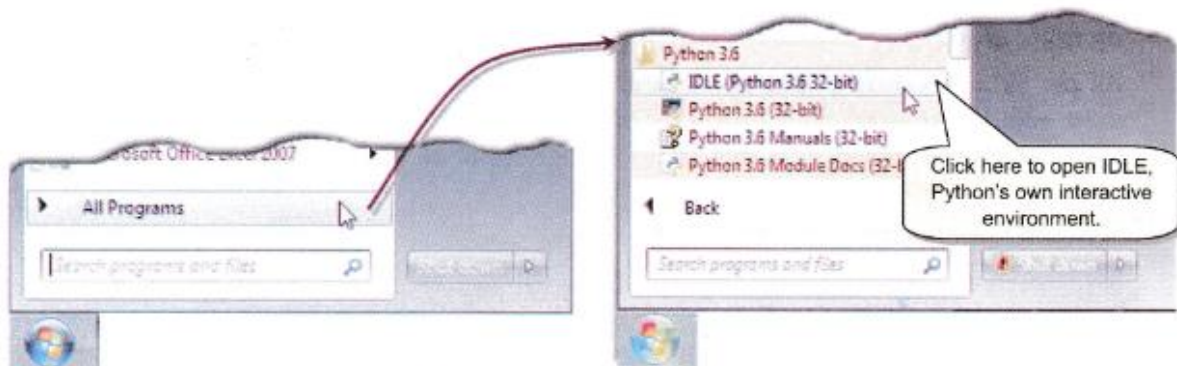 Microsoft Office Excel 2007
All Programs
Search programs and files
Python 3.6
IDLE (Python 3.6 32-bit)
Python 3.6 (32-bit)
Python 3.6 Manuals (32-bit)
Python 3.6 Module Docs (32-
Click here to open IDLE,
Python's own interactive
environment.
Back
Search programs and files